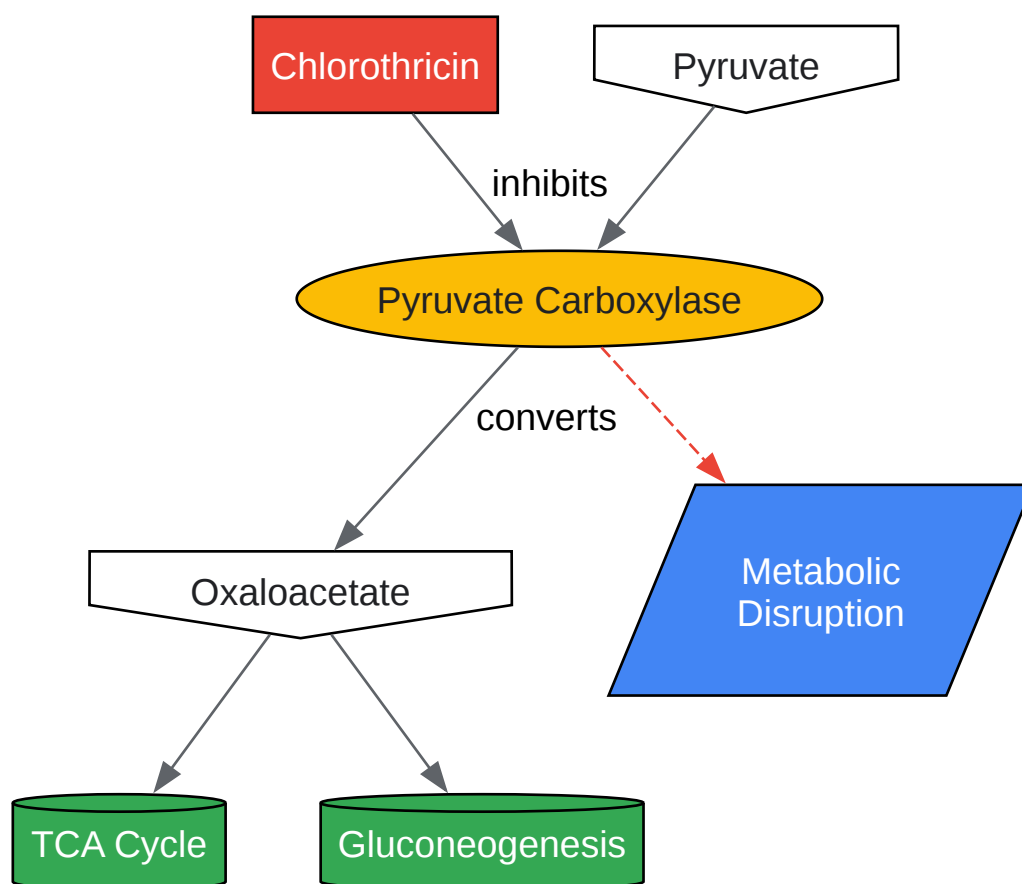 Chlorothricin
Pyruvate
inhibits
Pyruvate Carboxylase
converts
Metabolic
Disruption
Oxaloacetate
TCA Cycle
Gluconeogenesis